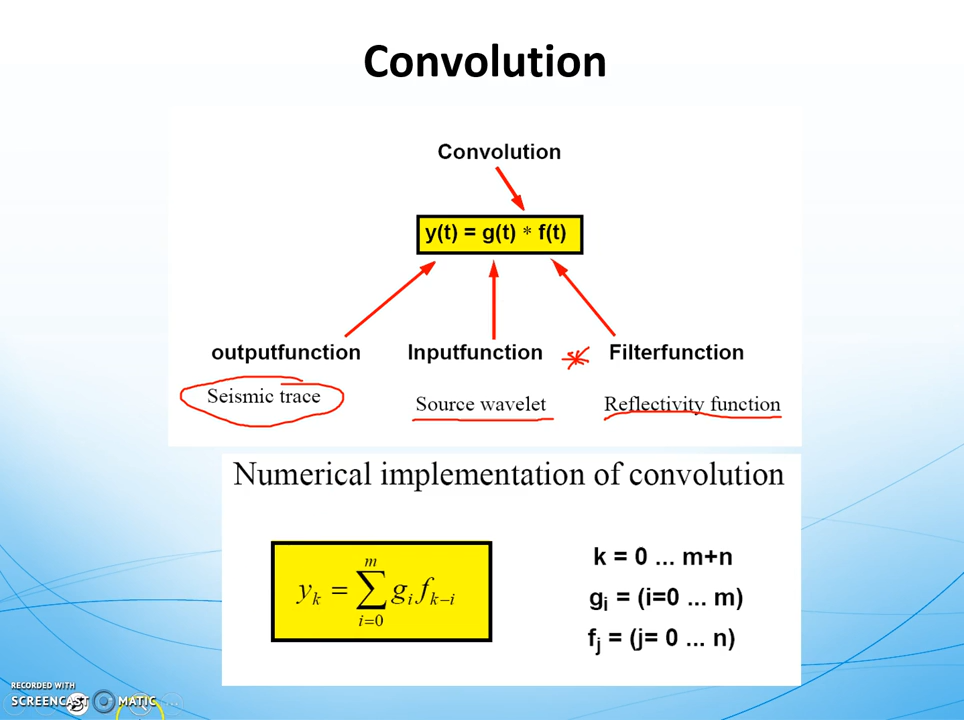 Convolution
Convolution
y(t) = g(t) * f(t)
outputfunction Inputfunction * Filterfunction
Seismic trace Source wavelet Reflectivity function
Numerical implementation of convolution
m
y_k = ∑ g_i f_{k-i}
i=0
k = 0 ... m+n
g_i = (i=0 ... m)
f_j = (j= 0 ... n)
RECORDED WITH
SCREENCAST MATIC